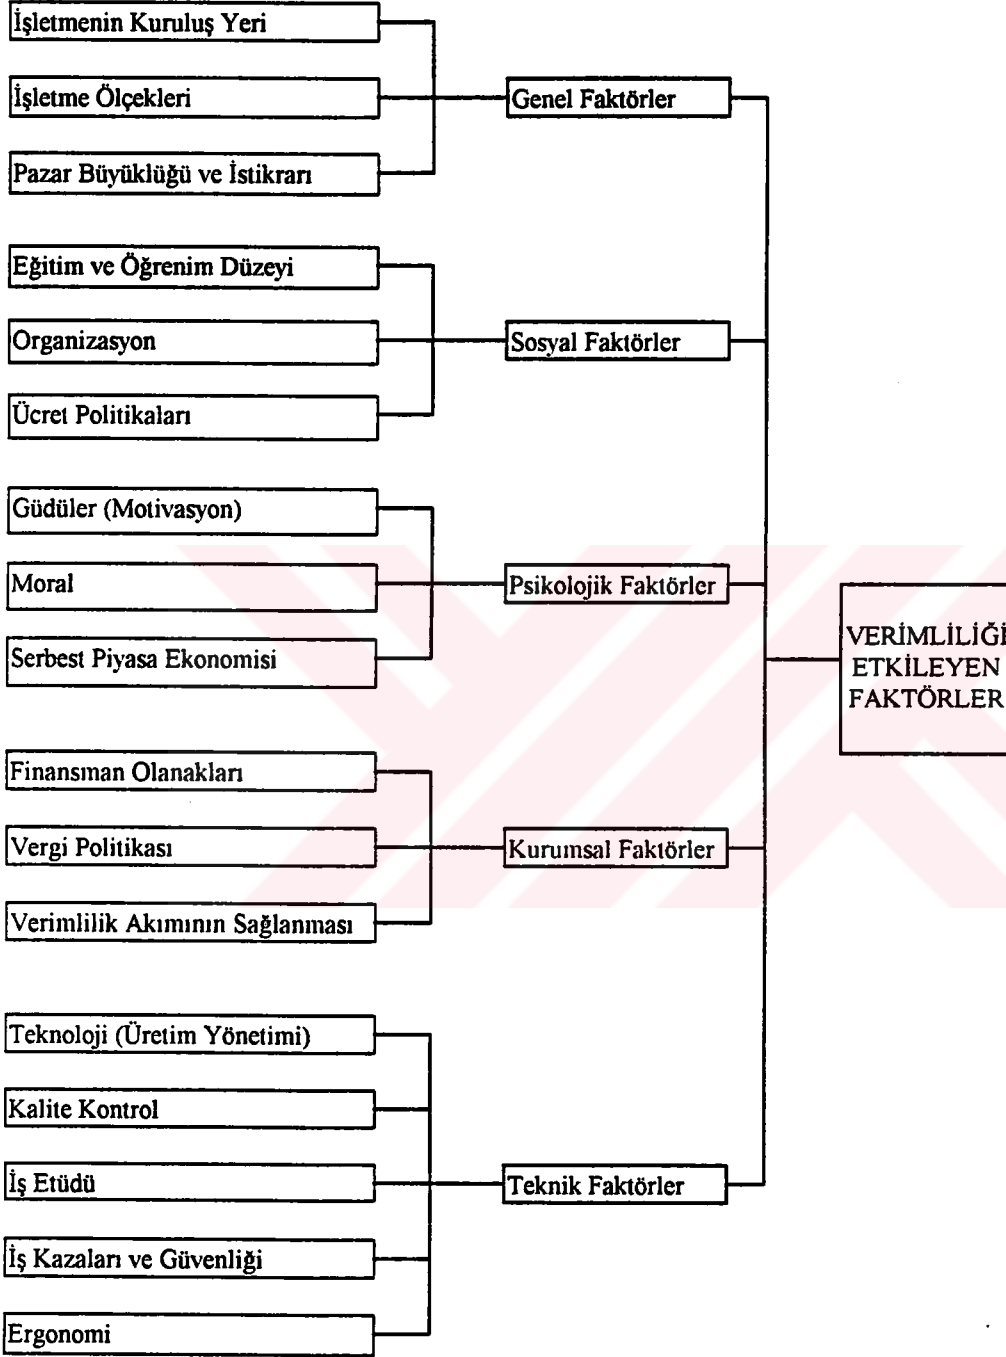 İşletmenin Kuruluş Yeri
İşletme Ölçekleri
Genel Faktörler
Pazar Büyüklüğü ve İstikrarı
Eğitim ve Öğrenim Düzeyi
Organizasyon
Sosyal Faktörler
Ücret Politikaları
Güdüler (Motivasyon)
Moral
Psikolojik Faktörler
Serbest Piyasa Ekonomisi
VERİMLİLİĞİ
ETKİLEYEN
FAKTÖRLER
Finansman Olanakları
Vergi Politikası
Kurumsal Faktörler
Verimlilik Akımının Sağlanması
Teknoloji (Üretim Yönetimi)
Kalite Kontrol
İş Etüdü
Teknik Faktörler
İş Kazaları ve Güvenliği
Ergonomi